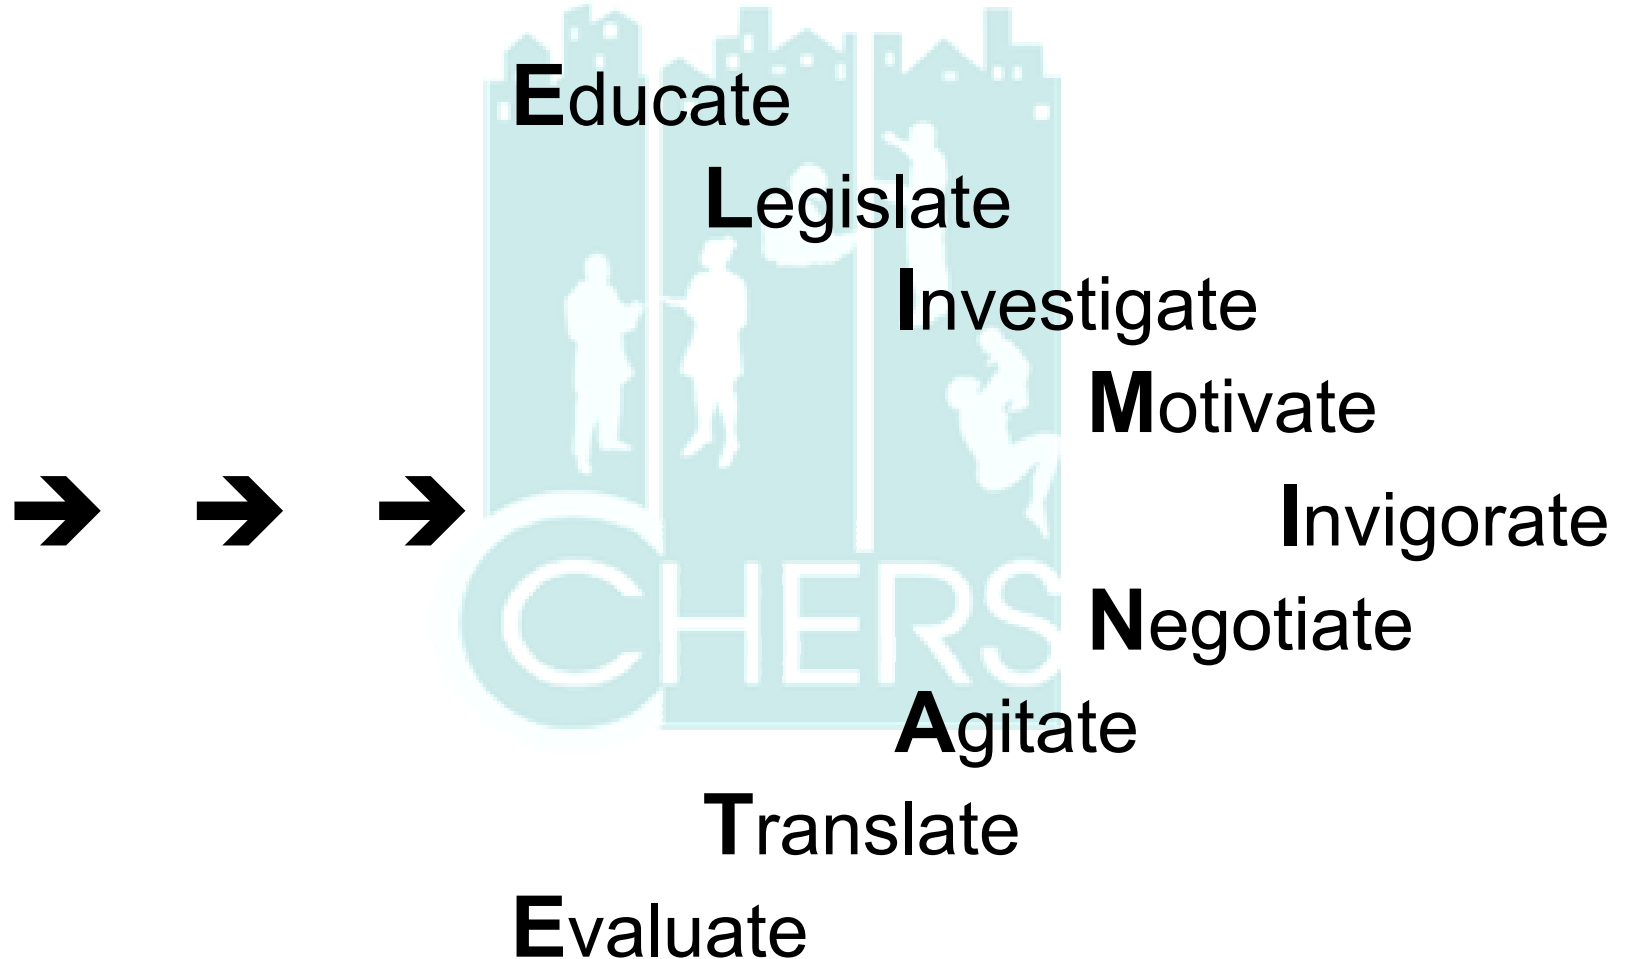 Educate
Legislate
Investigate
Motivate
➔ ➔ ➔ Invigorate
CHERS
Negotiate
Agitate
Translate
Evaluate